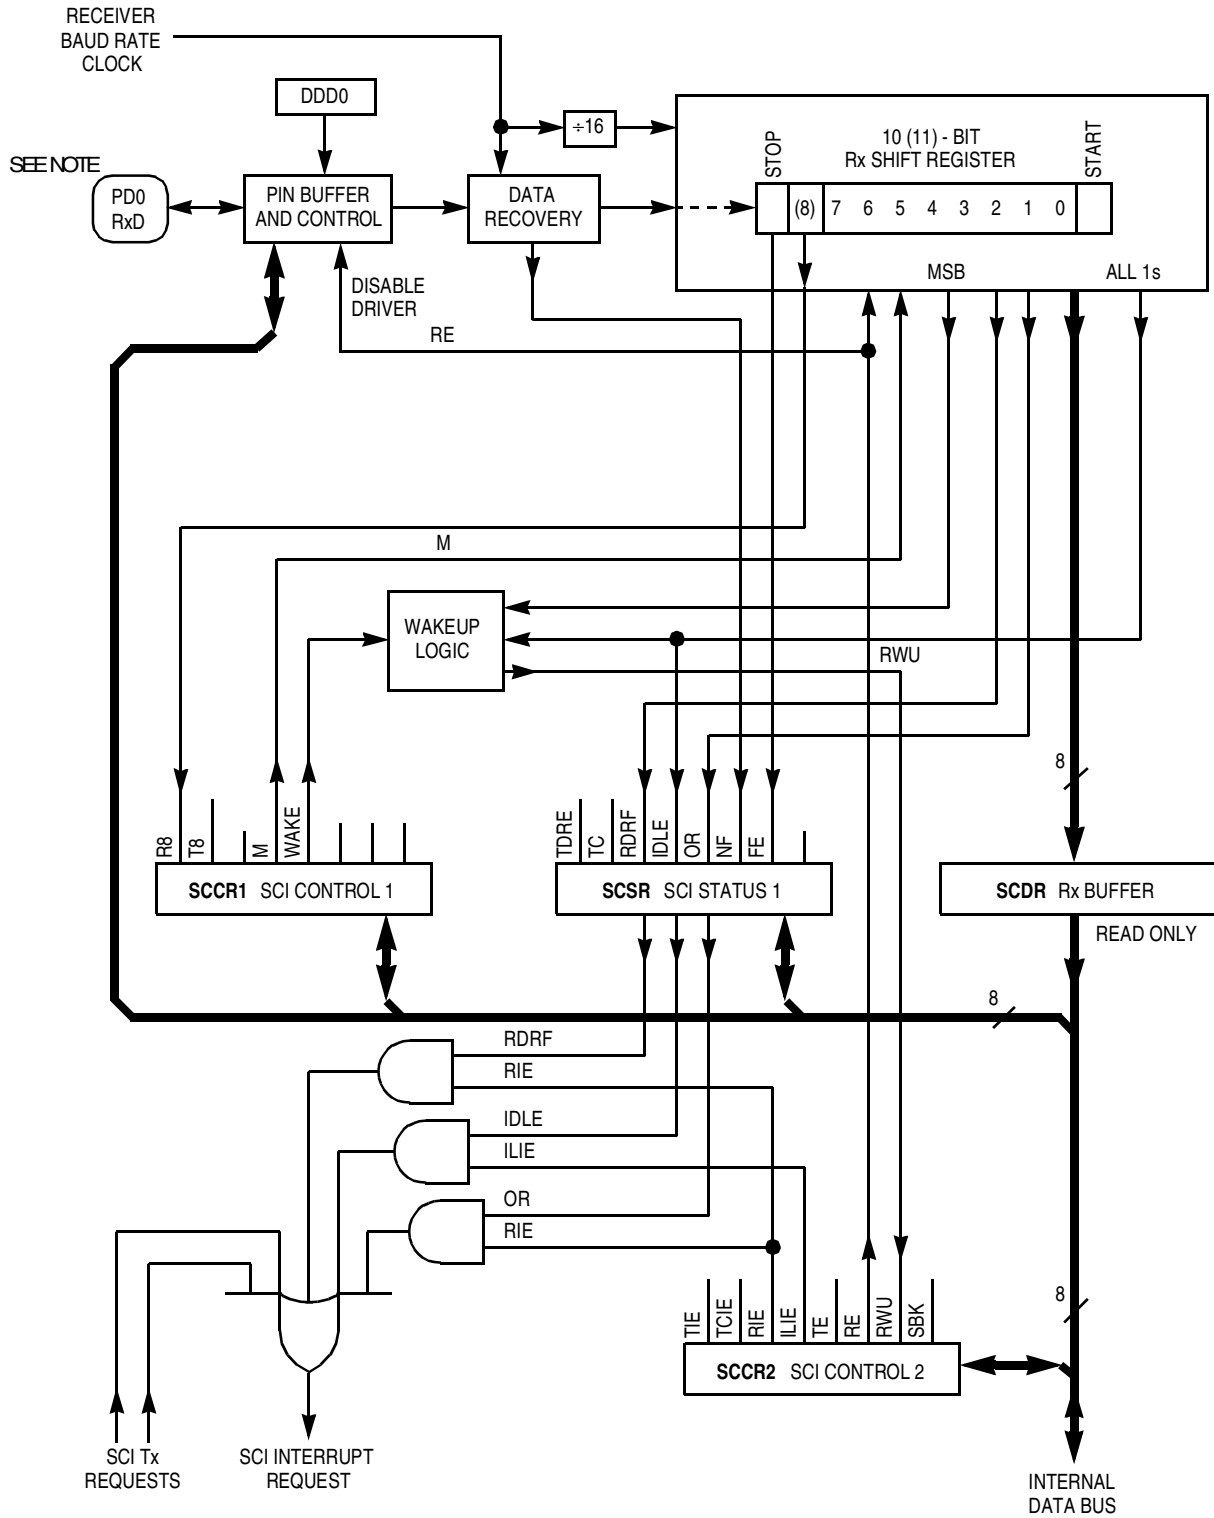 RECEIVER
BAUD RATE
CLOCK
DDD0
÷16
10 (11) - BIT
Rx SHIFT REGISTER
STOP
START
SEE NOTE
PD0
RxD
PIN BUFFER
AND CONTROL
DATA
RECOVERY
(8) 7 6 5 4 3 2 1 0
MSB
ALL 1s
DISABLE
DRIVER
RE
M
WAKEUP
LOGIC
RWU
8
R8
T8
M
WAKE
TDRE
TC
RDRF
IDLE
OR
NF
FE
SCCR1 SCI CONTROL 1
SCSR SCI STATUS 1
SCDR Rx BUFFER
READ ONLY
8
RDRF
RIE
IDLE
ILIE
OR
RIE
8
TIE
TCIE
RIE
ILIE
TE
RE
RWU
SBK
SCCR2 SCI CONTROL 2
SCI Tx
REQUESTS
SCI INTERRUPT
REQUEST
INTERNAL
DATA BUS